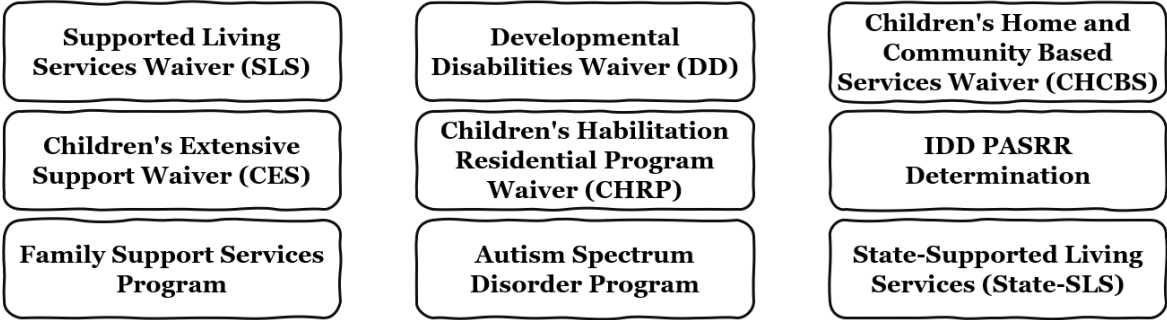 Supported Living
Services Waiver (SLS)
Developmental
Disabilities Waiver (DD)
Children's Home and
Community Based
Services Waiver (CHCBS)
Children's Extensive
Support Waiver (CES)
Children's Habilitation
Residential Program
Waiver (CHRP)
IDD PASRR
Determination
Family Support Services
Program
Autism Spectrum
Disorder Program
State-Supported Living
Services (State-SLS)